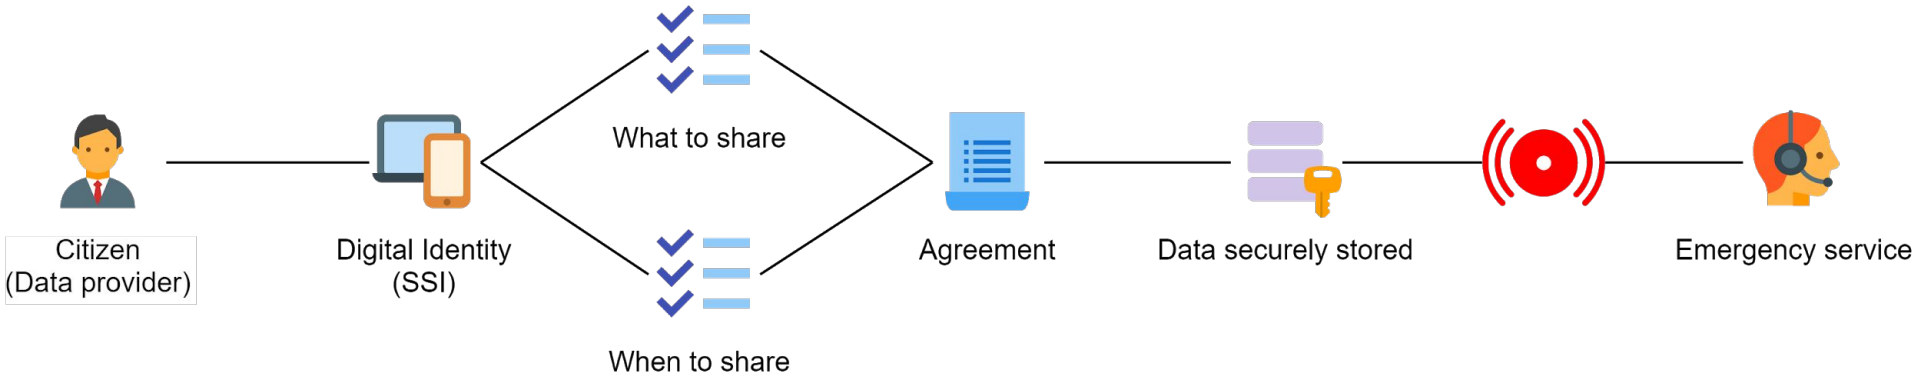 What to share
Citizen
(Data provider)
Digital Identity
(SSI)
Agreement
Data securely stored
Emergency service
When to share